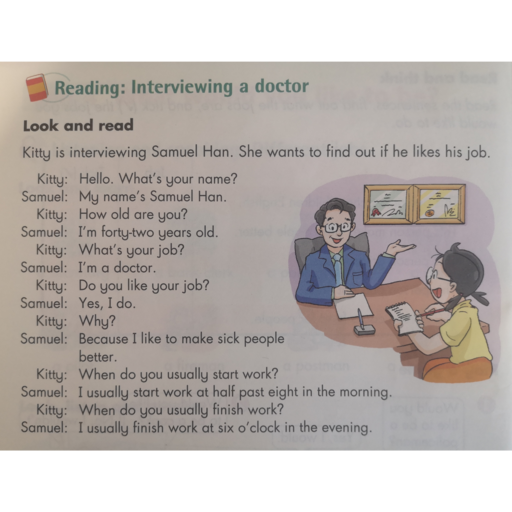 Reading: Interviewing a doctor
Look and read
Kitty is interviewing Samuel Han. She wants to find out if he likes his job.
Kitty: Hello. What's your name?
Samuel: My name's Samuel Han.
Kitty: How old are you?
Samuel: I'm forty-two years old.
Kitty: What's your job?
Samuel: I'm a doctor.
Kitty: Do you like your job?
Samuel: Yes, I do.
Kitty: Why?
Samuel: Because I like to make sick people
better.
Kitty: When do you usually start work?
Samuel: I usually start work at half past eight in the morning.
Kitty: When do you usually finish work?
Samuel: I usually finish work at six o'clock in the evening.